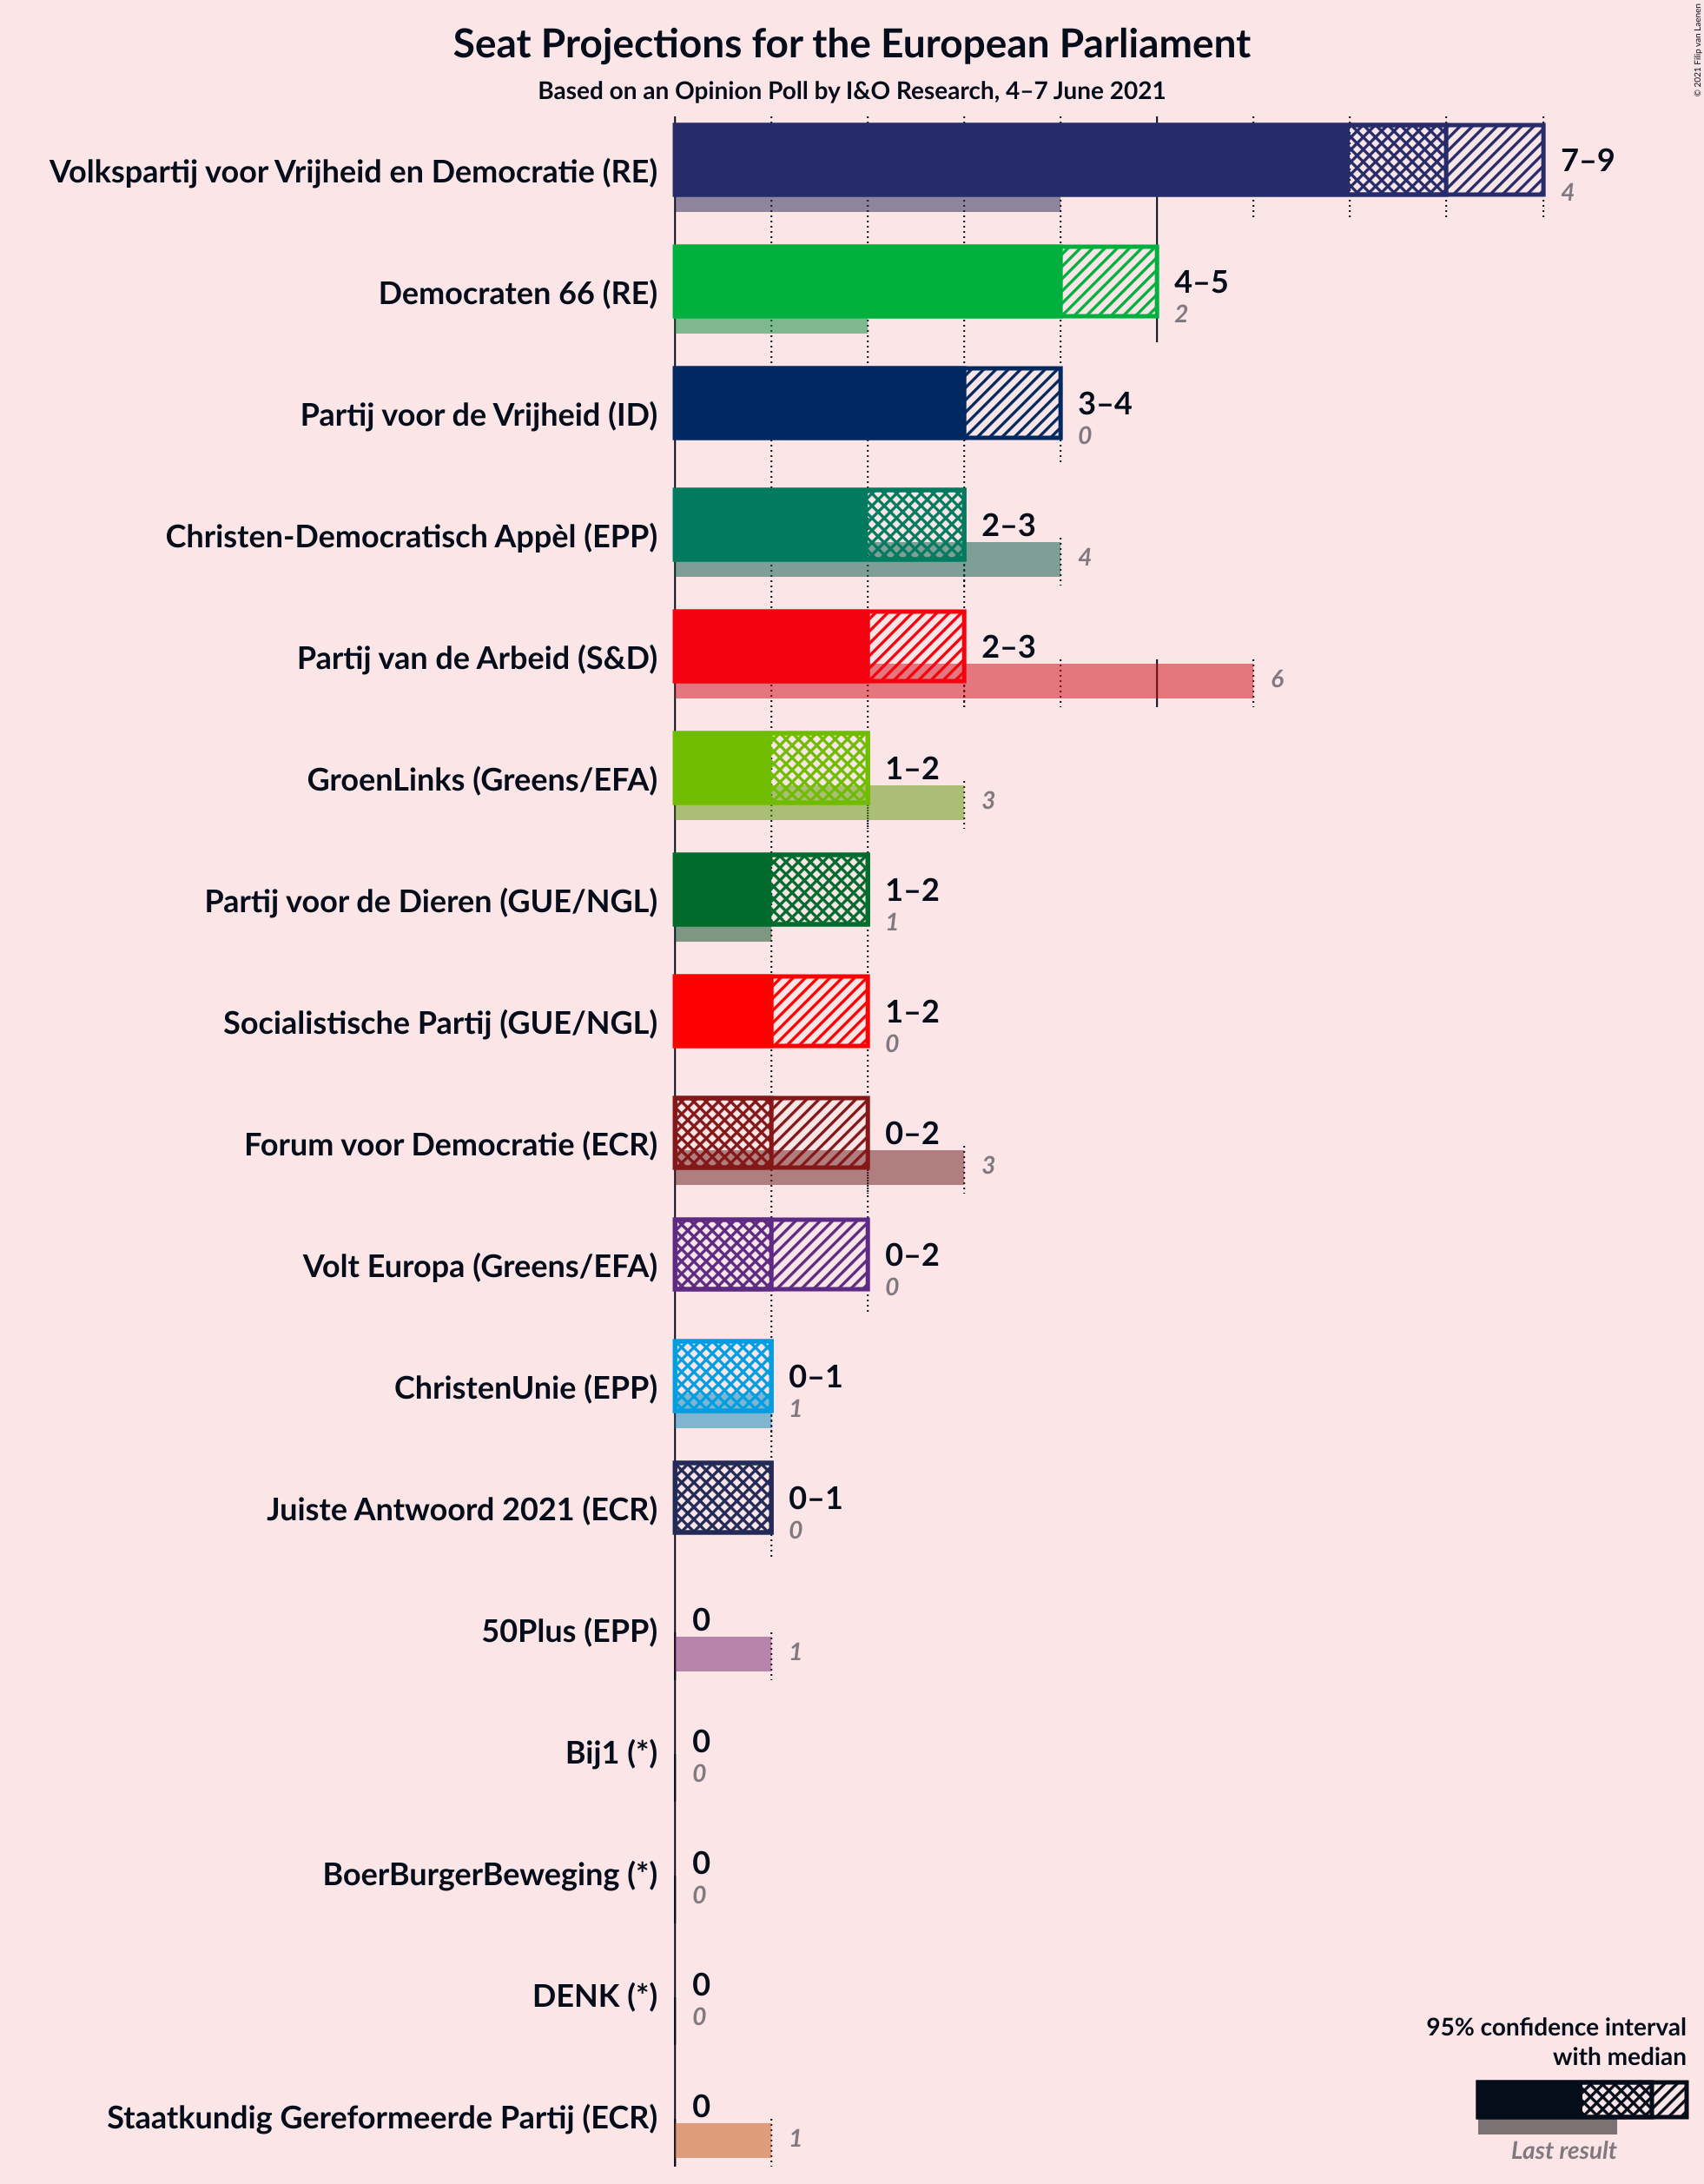 Seat Projections for the European Parliament
Based on an Opinion Poll by I&O Research, 4–7 June 2021
© 2021 Filip van Laenen
Volkspartij voor Vrijheid en Democratie (RE)
7–9
4
Democraten 66 (RE)
4–5
2
Partij voor de Vrijheid (ID)
3–4
0
Christen-Democratisch Appèl (EPP)
2–3
4
Partij van de Arbeid (S&D)
2–3
6
GroenLinks (Greens/EFA)
1–2
3
Partij voor de Dieren (GUE/NGL)
1–2
1
Socialistische Partij (GUE/NGL)
1–2
0
Forum voor Democratie (ECR)
0–2
3
Volt Europa (Greens/EFA)
0–2
0
ChristenUnie (EPP)
0–1
1
Juiste Antwoord 2021 (ECR)
0–1
0
50Plus (EPP)
0
1
Bij1 (*)
0
0
BoerBurgerBeweging (*)
0
0
DENK (*)
0
0
Staatkundig Gereformeerde Partij (ECR)
0
1
95% confidence interval
with median
Last result